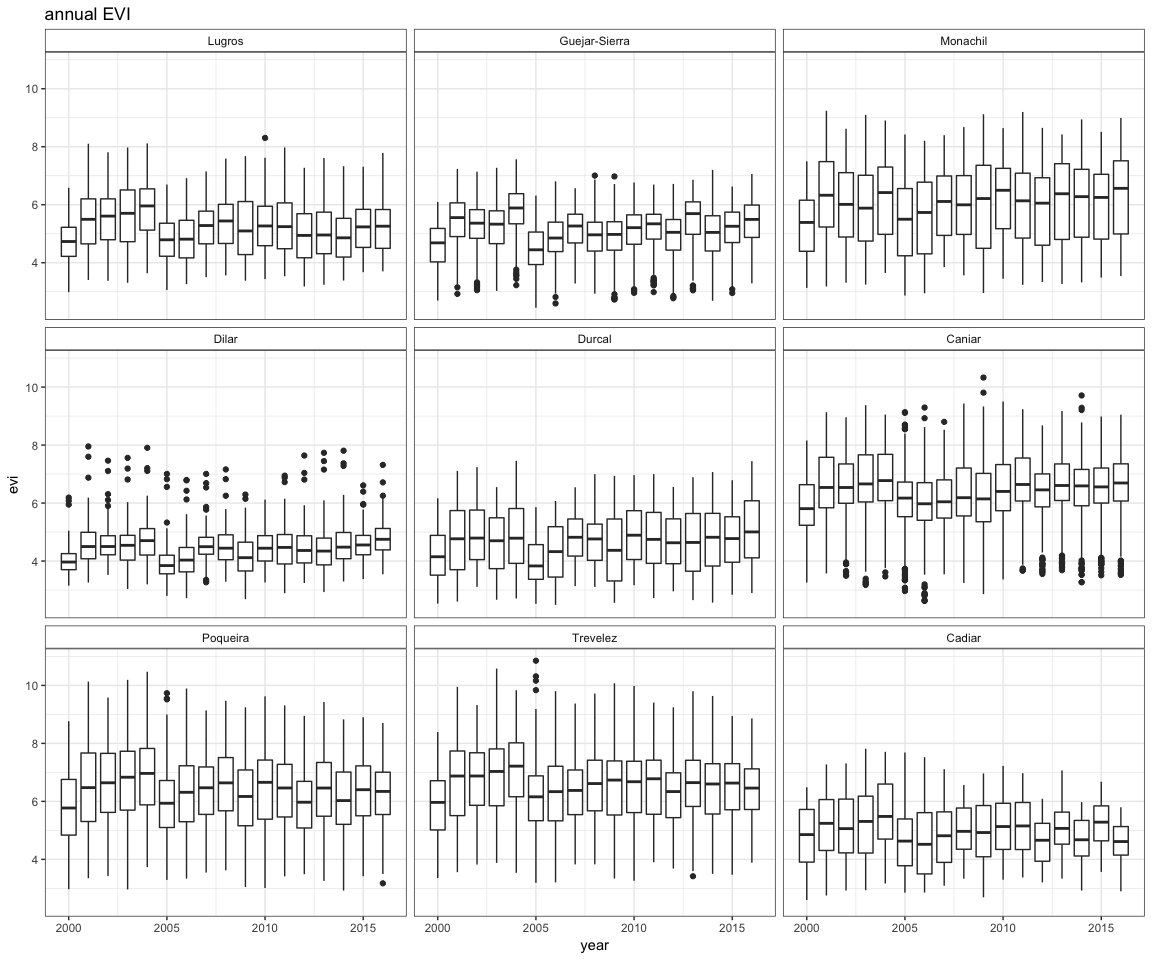 annual EVI
Lugros Guejar-Sierra Monachil
10
8
6
4
Dilar Durcal Caniar
10
8
6
4
evi
Poqueira Trevelez Cadiar
10
8
6
4
2000 2005 2010 2015 2000 2005 2010 2015 2000 2005 2010 2015
year